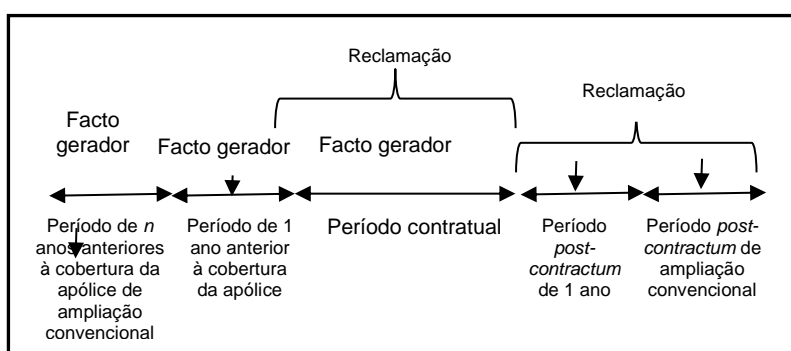 Reclamação
Reclamação
Facto
gerador
Facto gerador
Facto gerador
Período de n
anos anteriores
à cobertura da
apólice de
ampliação
convencional
Período de 1
ano anterior
à cobertura
da apólice
Período contratual
Período
post-
contractum
de 1 ano
Período post-
contractum de
ampliação
convencional